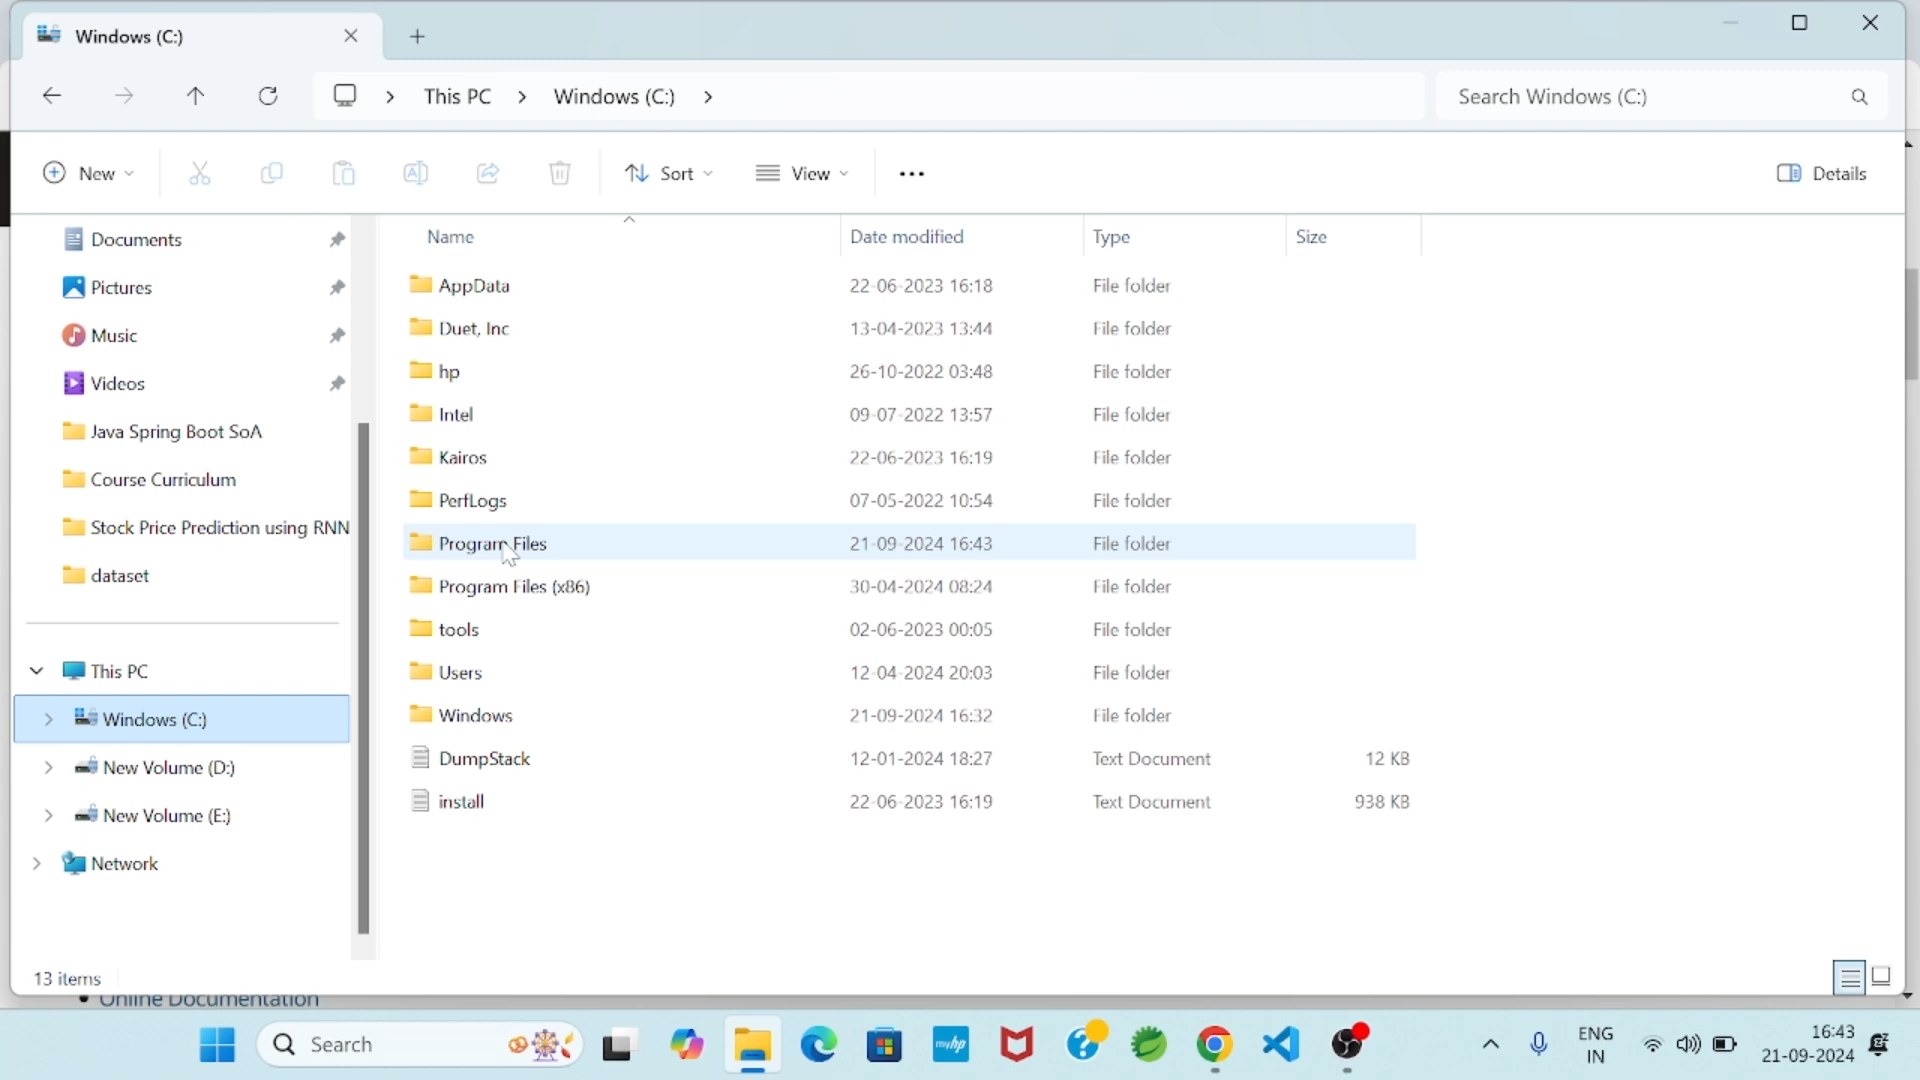 Windows (C:)
This PC > Windows (C:) >
Search Windows (C:)
New
Sort
View
Details
Documents
Pictures
Music
Videos
Java Spring Boot SoA
Course Curriculum
Stock Price Prediction using RNN
dataset
This PC
Windows (C:)
New Volume (D:)
New Volume (E:)
Network
Name Date modified Type Size
AppData 22-06-2023 16:18 File folder
Duet, Inc 13-04-2023 13:44 File folder
hp 26-10-2022 03:48 File folder
Intel 09-07-2022 13:57 File folder
Kairos 22-06-2023 16:19 File folder
PerfLogs 07-05-2022 10:54 File folder
Program Files 21-09-2024 16:43 File folder
Program Files (x86) 30-04-2024 08:24 File folder
tools 02-06-2023 00:05 File folder
Users 12-04-2024 20:03 File folder
Windows 21-09-2024 16:32 File folder
DumpStack 12-01-2024 18:27 Text Document 12 KB
install 22-06-2023 16:19 Text Document 938 KB
13 items
Online Documentation
Search
myhp
ENG
IN
16:43
21-09-2024